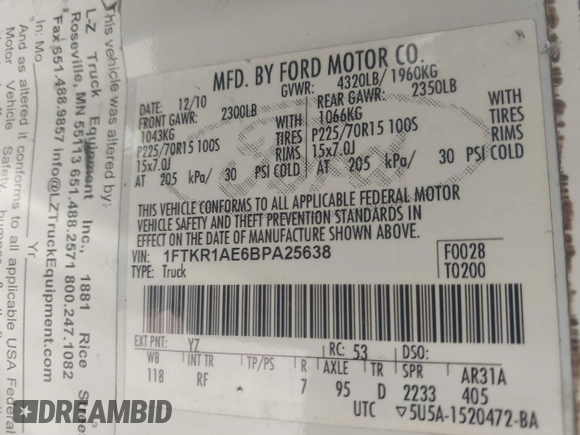 This vehicle was altered by:
L-Z Truck Equipment Inc., 1881 Rice Stree
Roseville, MN 55113 651.488.2571 800.247.1082
Fax 651.488.9857 info@LZTruckEquipment.com
In: Mo. Yr
And as altered it conforms to all applicable USA Federal
Motor Vehicle Safety, bumper
MFD. BY FORD MOTOR CO.
DATE: 12/10 GVWR: 4320LB/ 1960KG
FRONT GAWR: 2300LB REAR GAWR: 2350LB
1043KG WITH 1066KG WITH
P225/70R15 100S TIRES P225/70R15 100S TIRES
15x7.0J RIMS 15x7.0J RIMS
AT 205 kPa/ 30 PSI COLD AT 205 kPa/ 30 PSI COLD
THIS VEHICLE CONFORMS TO ALL APPLICABLE FEDERAL MOTOR
VEHICLE SAFETY AND THEFT PREVENTION STANDARDS IN
EFFECT ON THE DATE OF MANUFACTURE SHOWN ABOVE.
VIN: 1FTKR1AE6BPA25638 F0028
TYPE: Truck T0200
EXT PNT: YZ RC: 53 DSO:
WB INT TR TP/PS R AXLE TR SPR AR31A
118 RF 7 95 D 2233 405
UTC ▽5U5A-1520472-BA
Ford
DREAMBID